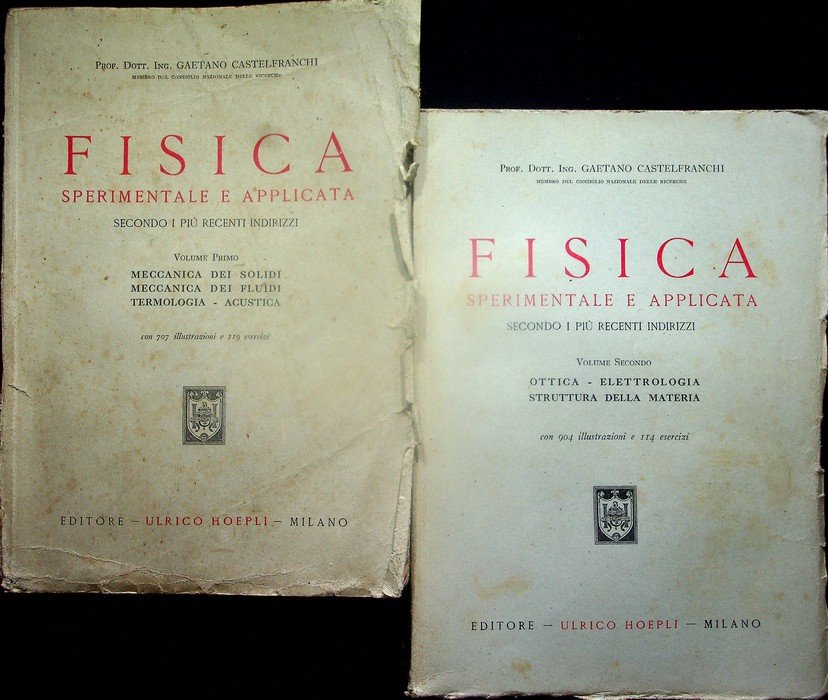 Prof. Dott. Ing. GAETANO CASTELFRANCHI
MEMBRO DEL CONSIGLIO NAZIONALE DELLE RICERCHE
FISICA
SPERIMENTALE E APPLICATA
SECONDO I PIÙ RECENTI INDIRIZZI
Volume Primo
MECCANICA DEI SOLIDI
MECCANICA DEI FLUIDI
TERMOLOGIA - ACUSTICA
con 707 illustrazioni e 119 esercizi
EDITORE — ULRICO HOEPLI — MILANO
Prof. Dott. Ing. GAETANO CASTELFRANCHI
MEMBRO DEL CONSIGLIO NAZIONALE DELLE RICERCHE
FISICA
SPERIMENTALE E APPLICATA
SECONDO I PIÙ RECENTI INDIRIZZI
Volume Secondo
OTTICA - ELETTROLOGIA
STRUTTURA DELLA MATERIA
con 904 illustrazioni e 114 esercizi
EDITORE — ULRICO HOEPLI — MILANO